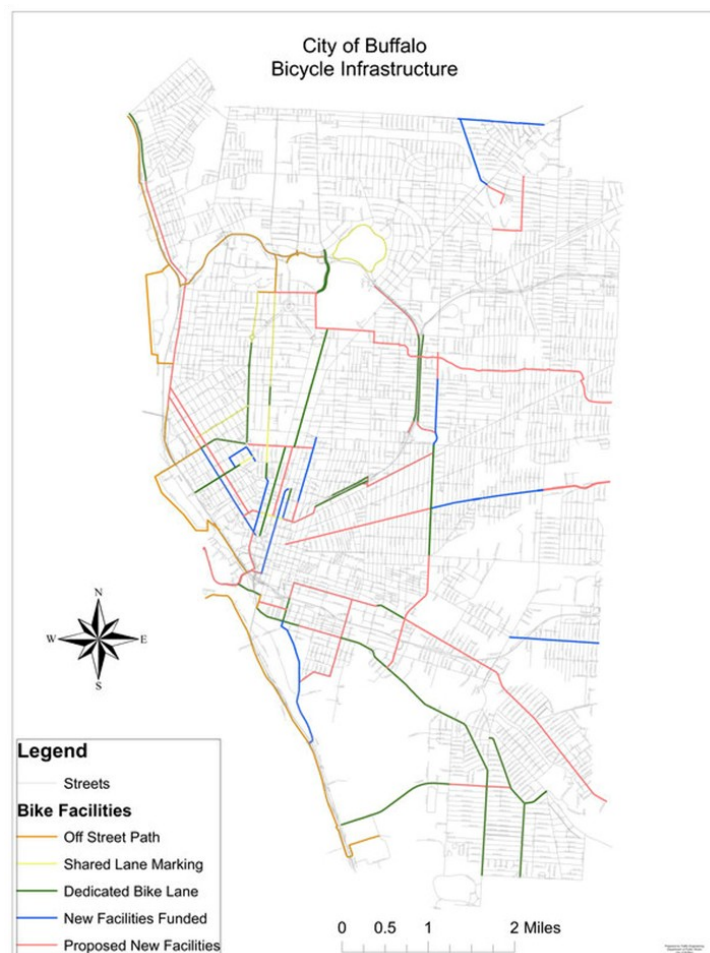 City of Buffalo
Bicycle Infrastructure
N
W
E
S
Legend
Streets
Bike Facilities
Off Street Path
Shared Lane Marking
Dedicated Bike Lane
New Facilities Funded
Proposed New Facilities
0 0.5 1 2 Miles